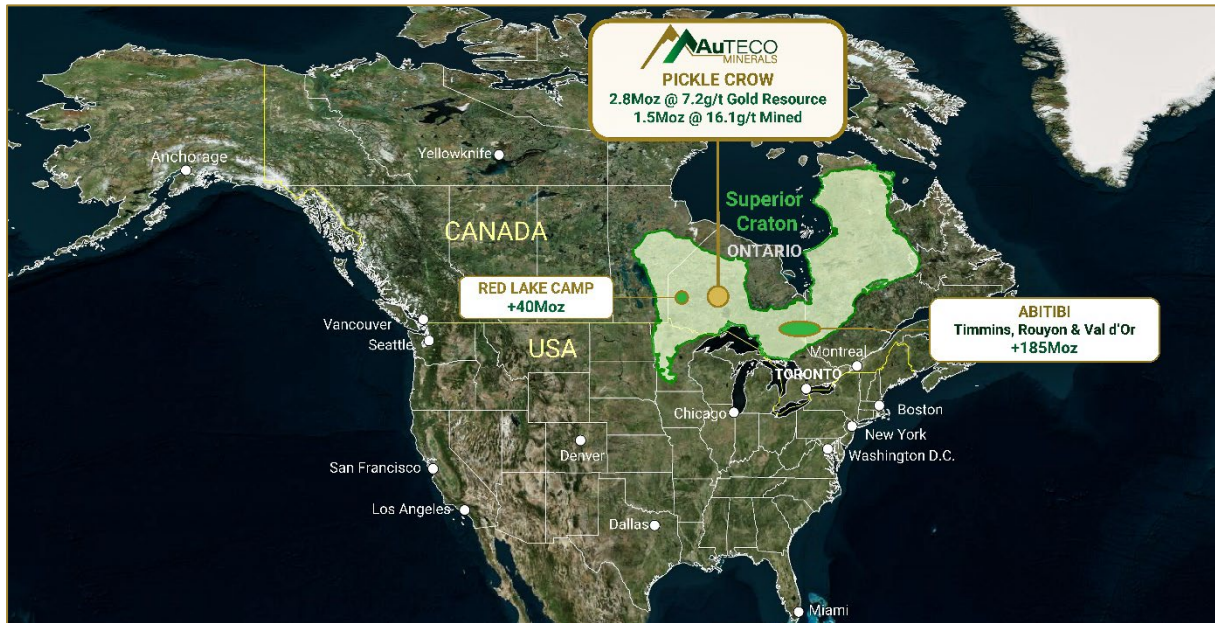 AuTECO
MINERALS
PICKLE CROW
2.8Moz @ 7.2g/t Gold Resource
1.5Moz @ 16.1g/t Mined
Anchorage
Yellowknife
CANADA
Superior
Craton
ONTARIO
RED LAKE CAMP
+40Moz
ABITIBI
Timmins, Rouyon & Val d'Or
+185Moz
Vancouver
Seattle
USA
Montreal
TORONTO
Chicago
Boston
New York
Washington D.C.
Denver
San Francisco
Los Angeles
Dallas
Miami